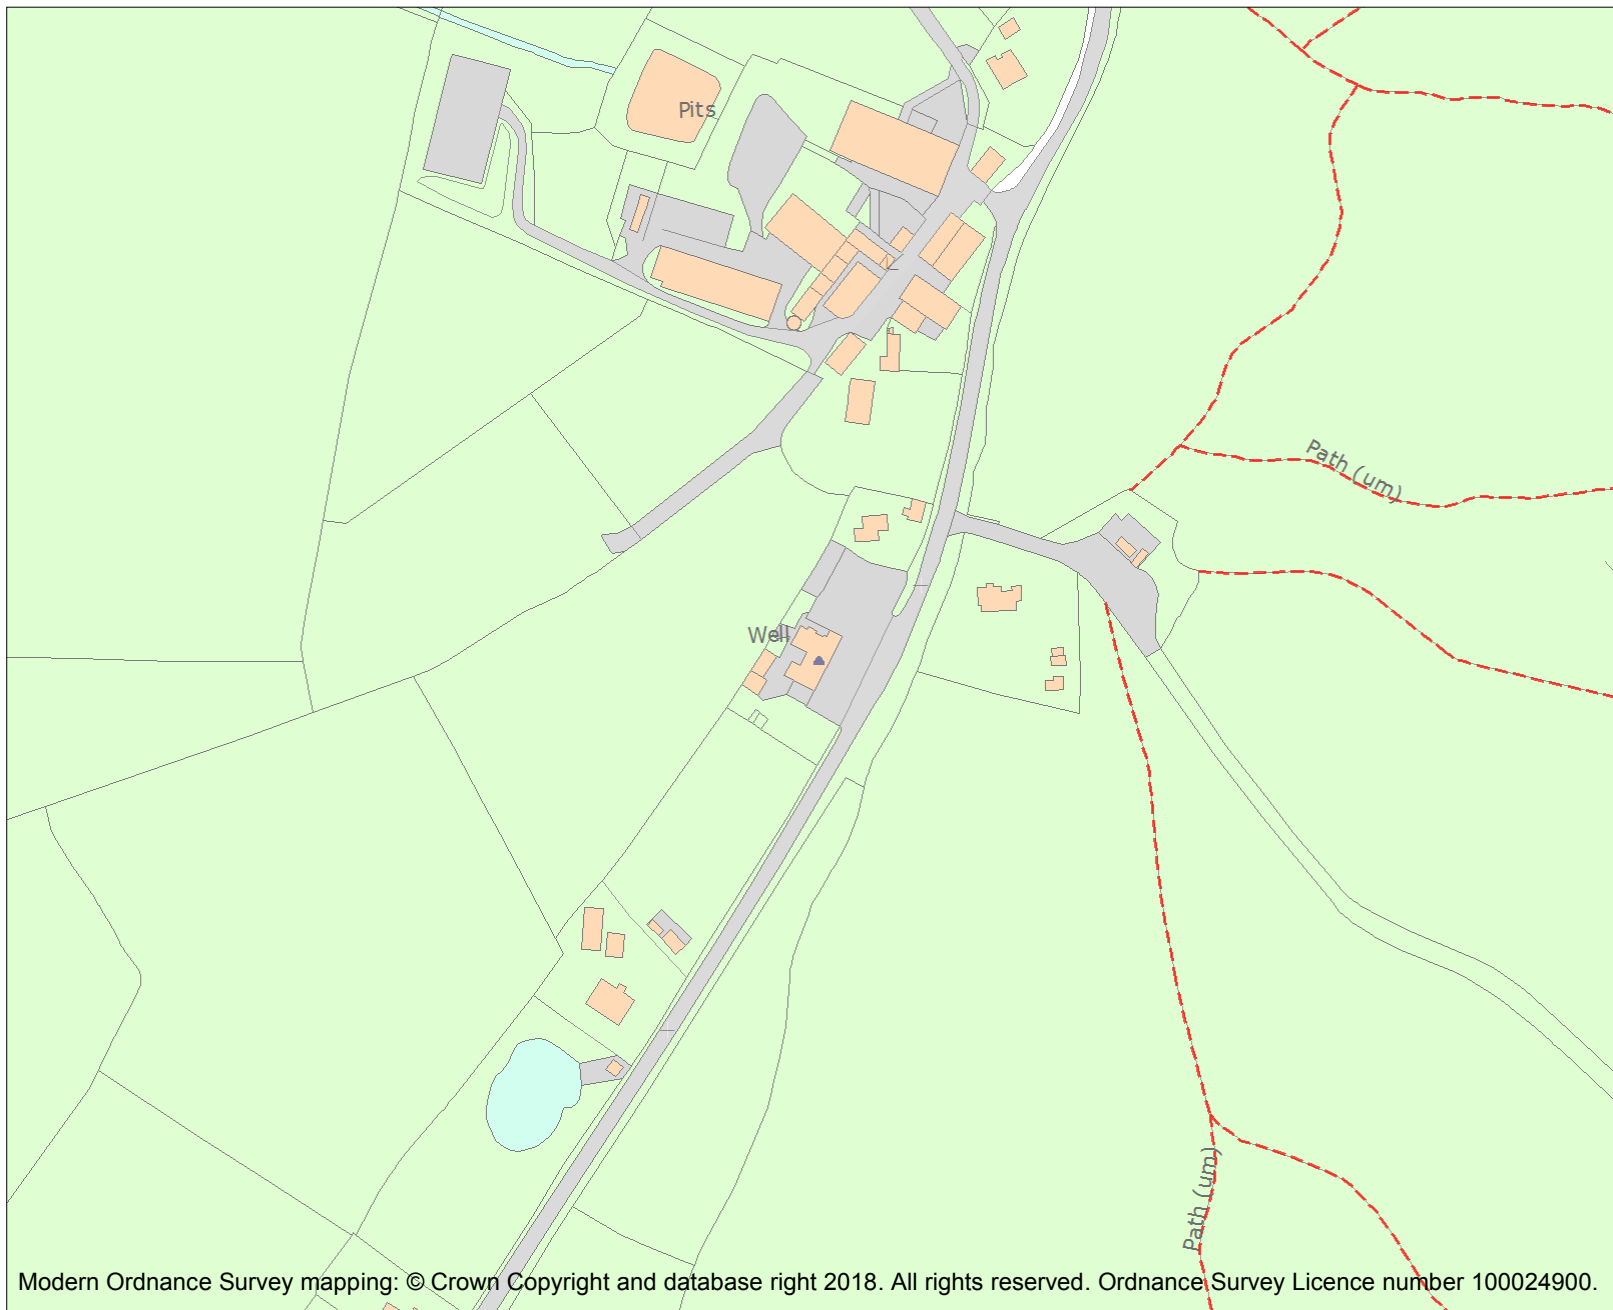 Pits
Path (um)
Well
Path (um)
Modern Ordnance Survey mapping: © Crown Copyright and database right 2018. All rights reserved. Ordnance Survey Licence number 100024900.